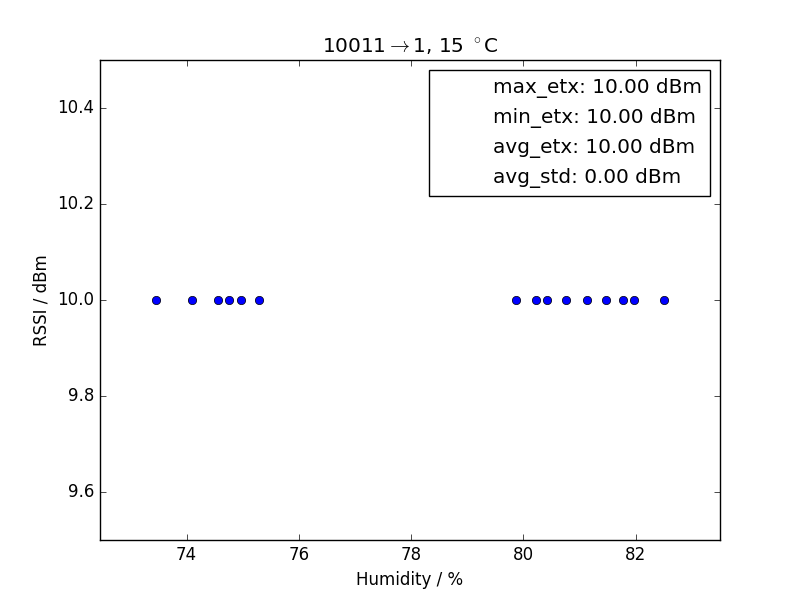 10011→1, 15 °C
max_etx: 10.00 dBm
min_etx: 10.00 dBm
avg_etx: 10.00 dBm
avg_std: 0.00 dBm
10.4
10.2
10.0
9.8
9.6
RSSI / dBm
74 76 78 80 82
Humidity / %